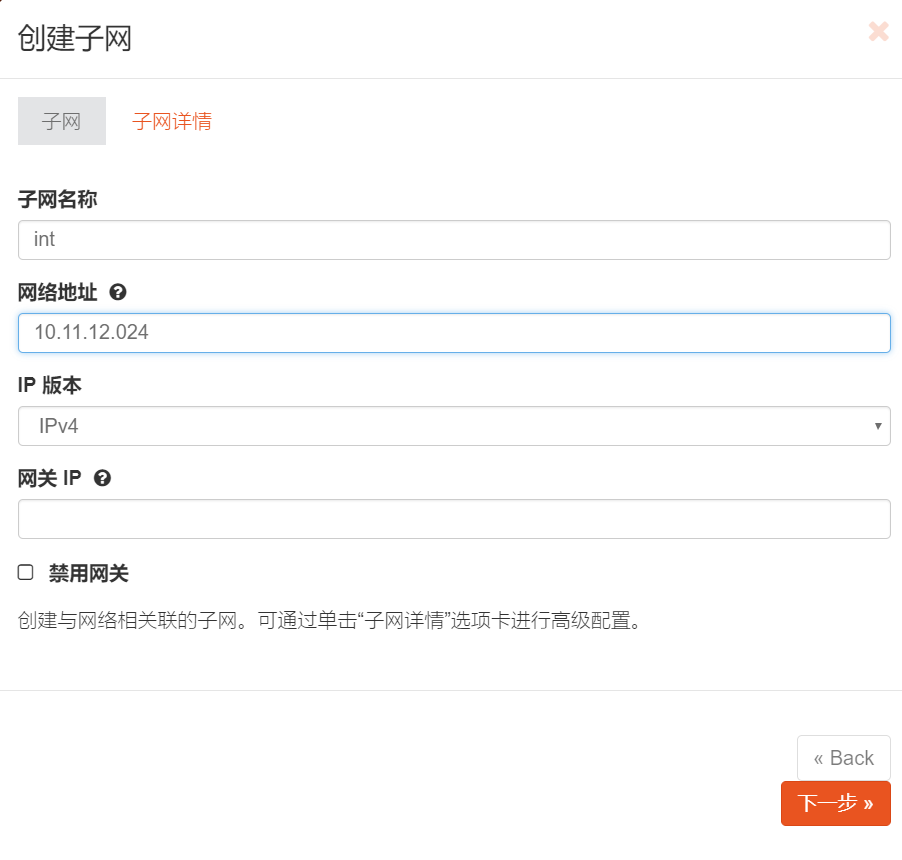 创建子网
子网 子网详情
子网名称
int
网络地址
10.11.12.024
IP 版本
IPv4
网关 IP
禁用网关
创建与网络相关联的子网。可通过单击“子网详情”选项卡进行高级配置。
« Back
下一步 »